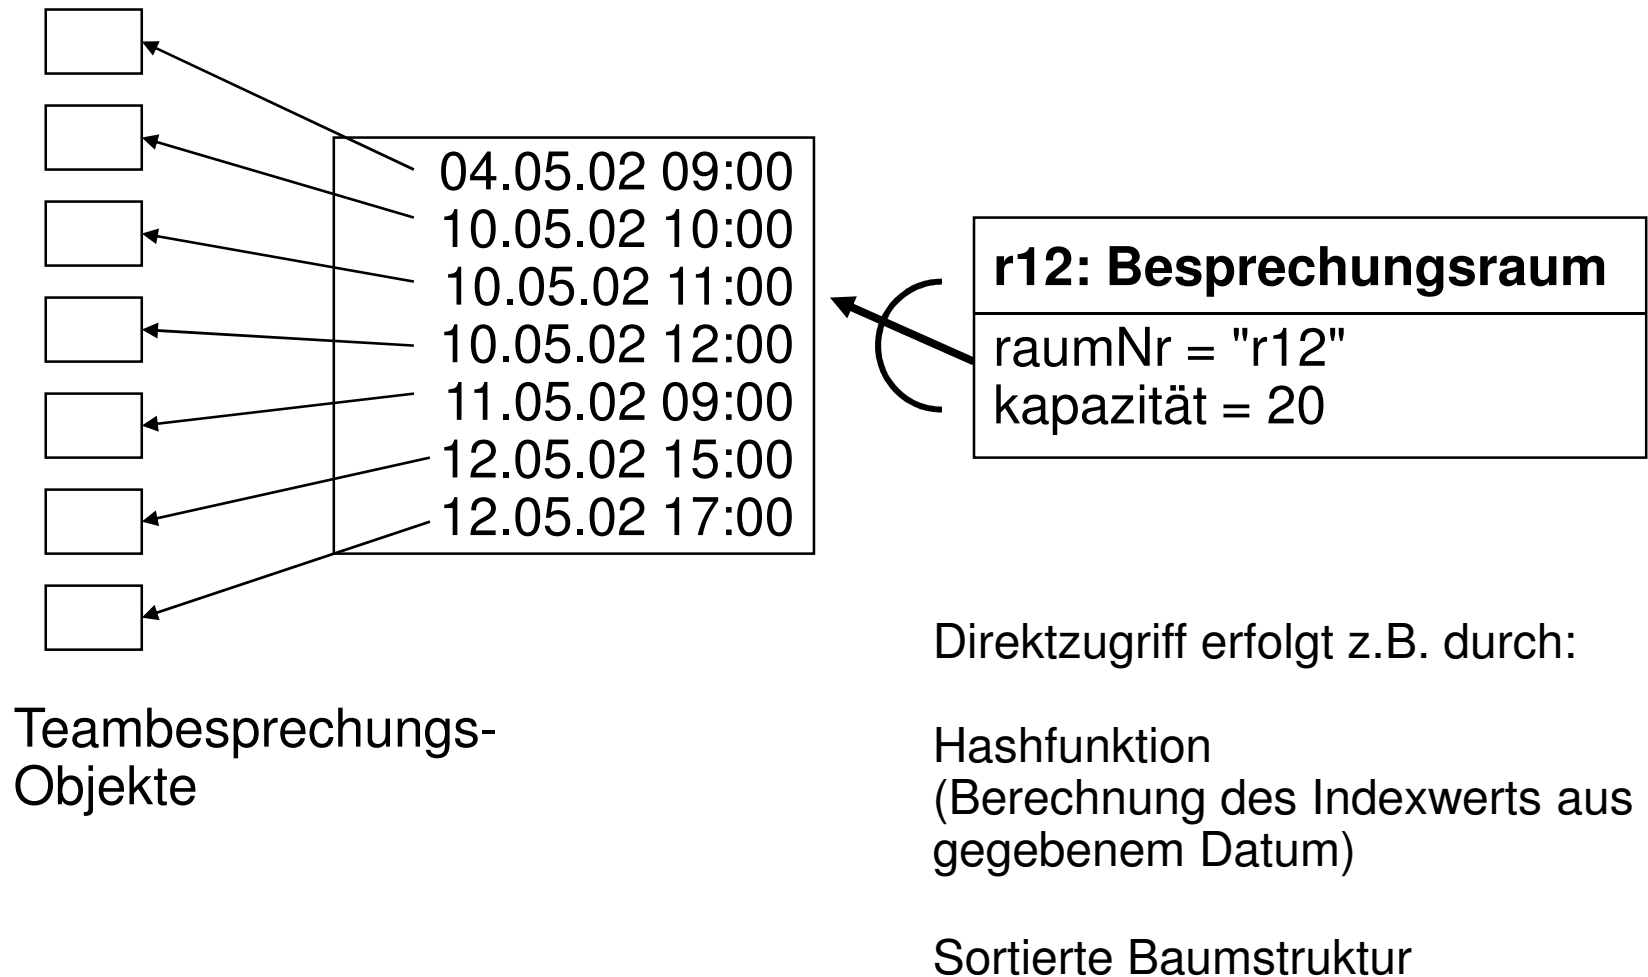 04.05.02 09:00
10.05.02 10:00
10.05.02 11:00
10.05.02 12:00
11.05.02 09:00
12.05.02 15:00
12.05.02 17:00
r12: Besprechungsraum
raumNr = "r12"
kapazität = 20
Teambesprechungs-
Objekte
Direktzugriff erfolgt z.B. durch:
Hashfunktion
(Berechnung des Indexwerts aus
gegebenem Datum)
Sortierte Baumstruktur